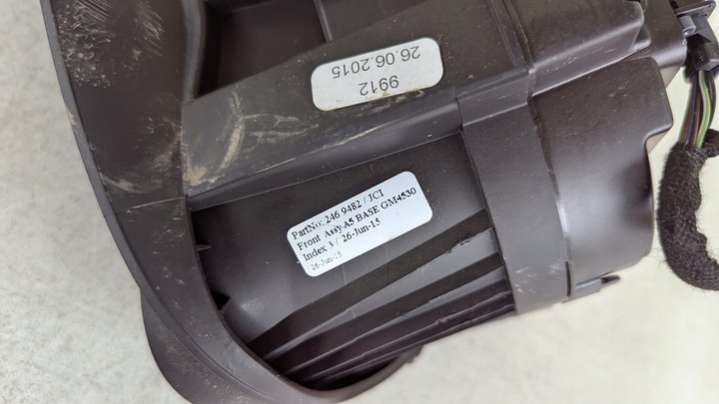 9912
26.06.2015
PartNo: 246 9482 / JCI
Front Assy-A5 BASE GM4530
Index 3 / 26-Jun-15
26-Jun-15